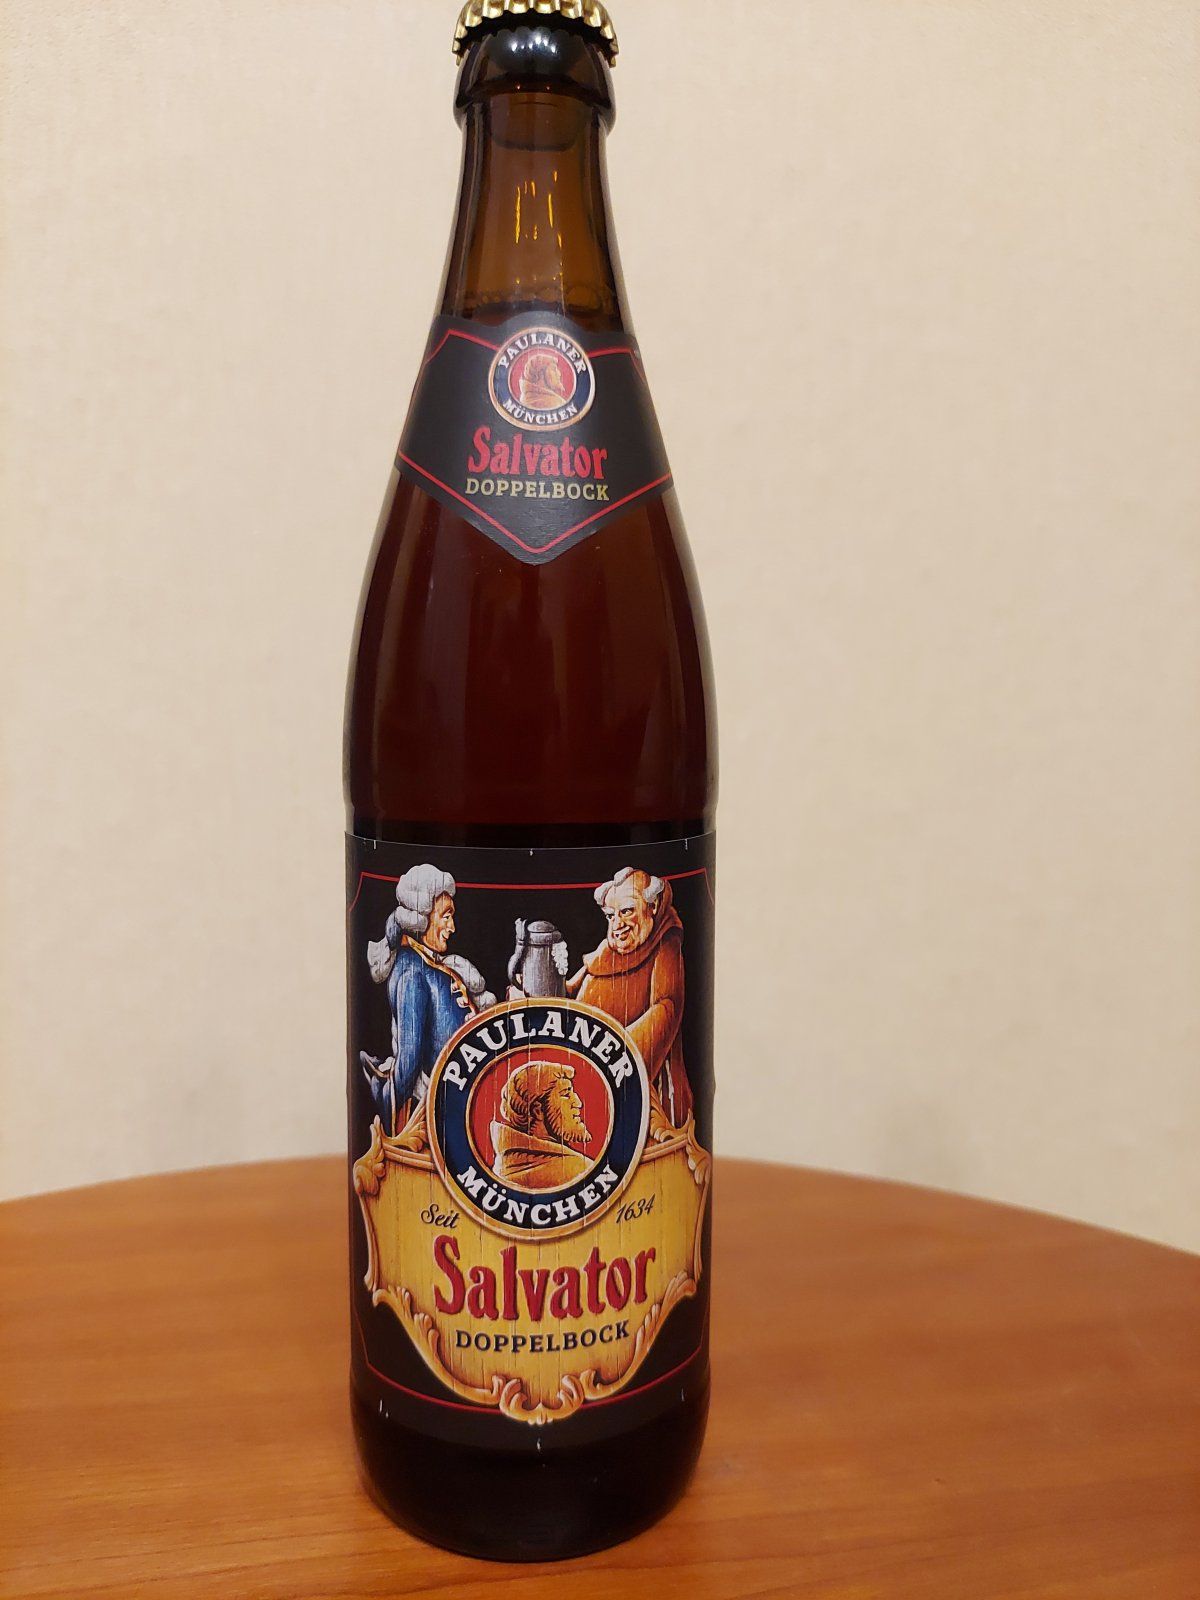 PAULANER
MÜNCHEN
Salvator
DOPPELBOCK
PAULANER
MÜNCHEN
Seit 1634
Salvator
DOPPELBOCK